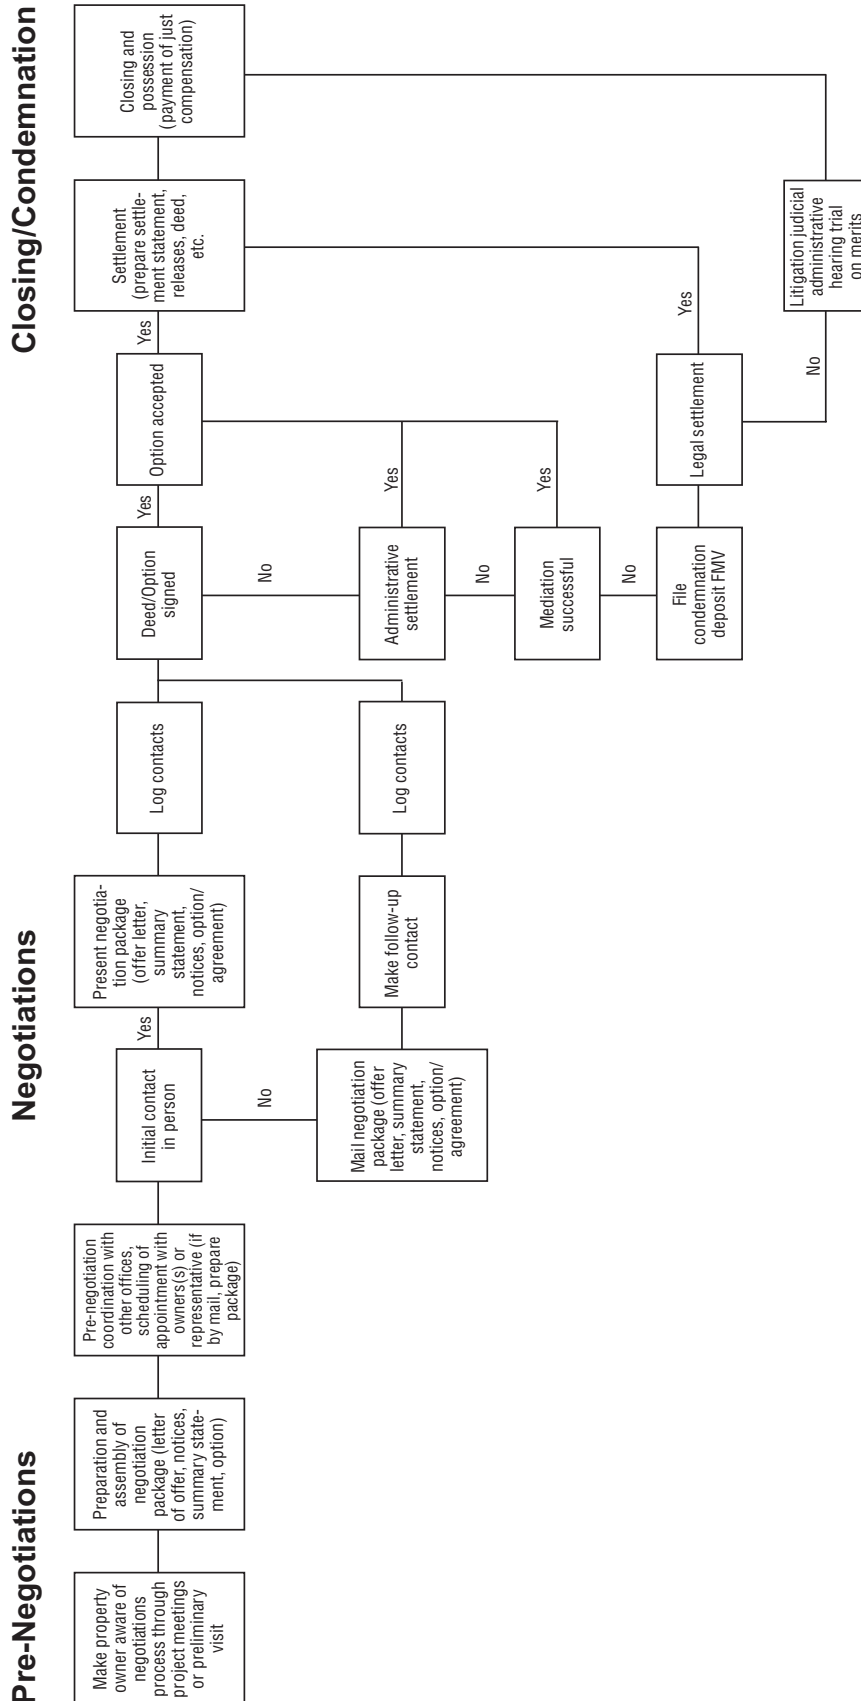 Pre-Negotiations
Negotiations
Closing/Condemnation
Make property
owner aware of
negotiations
process through
project meetings
or preliminary
visit
Preparation and
assembly of
negotiation
package (letter
of offer, notices,
summary state-
ment, option)
Pre-negotiation
coordination with
other offices,
scheduling of
appointment with
owners(s) or
representative (if
by mail, prepare
package)
Initial contact
in person
Yes
Present negotia-
tion package
(offer letter,
summary
statement,
notices, option/
agreement)
Log contacts
Deed/Option
signed
Yes
Option accepted
Yes
Settlement
(prepare settle-
ment statement,
releases, deed,
etc.
Closing and
possession
(payment of just
compensation)
No
Mail negotiation
package (offer
letter, summary
statement,
notices, option/
agreement)
Make follow-up
contact
Log contacts
No
Administrative
settlement
Yes
No
Mediation
successful
Yes
No
File
condemnation
deposit FMV
Legal settlement
Yes
No
Litigation judicial
administrative
hearing trial
on merits